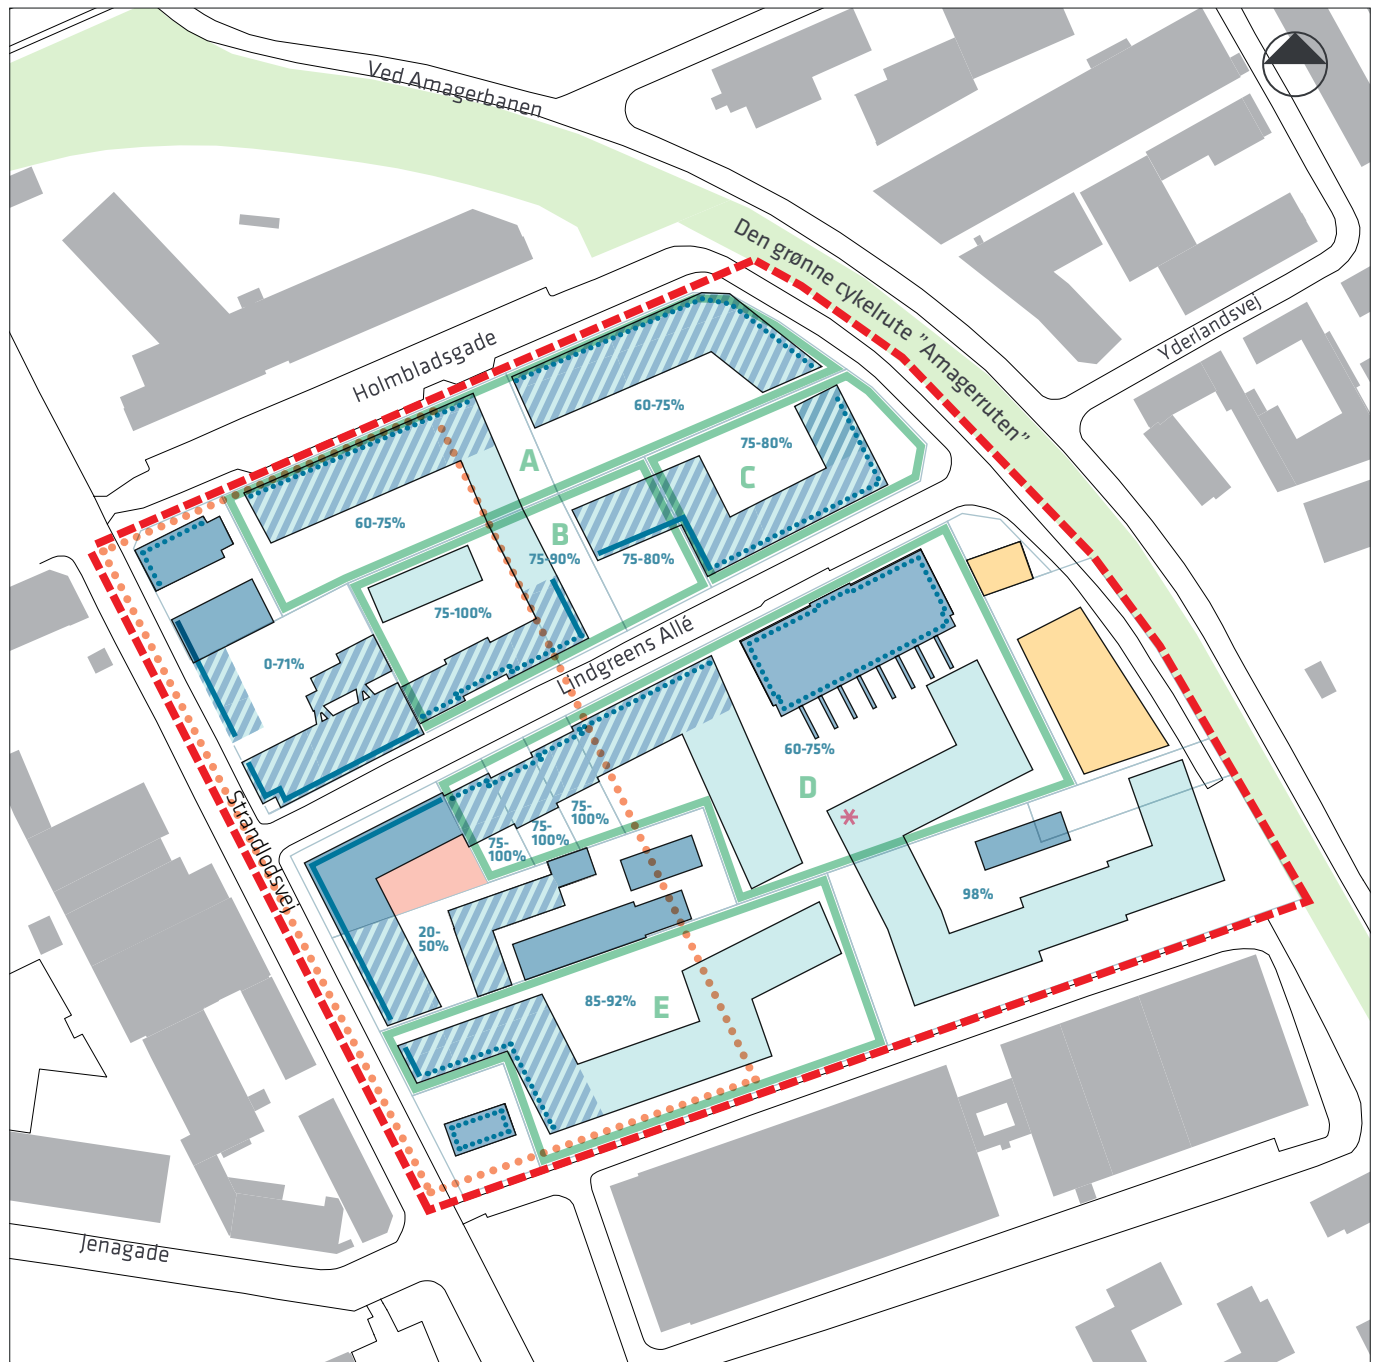 Ved Amagerbanen
Den grønne cykelrute "Amagerruten"
Yderlandsvej
Holmbladsgade
60-75%
75-80%
A
C
60-75%
B
75-90%
75-80%
75-100%
0-71%
Lindgreens Allé
60-75%
D
Strandlodsvej
75-
100%
75-
100%
75-
100%
*
98%
20-
50%
85-92%
E
Jenagade